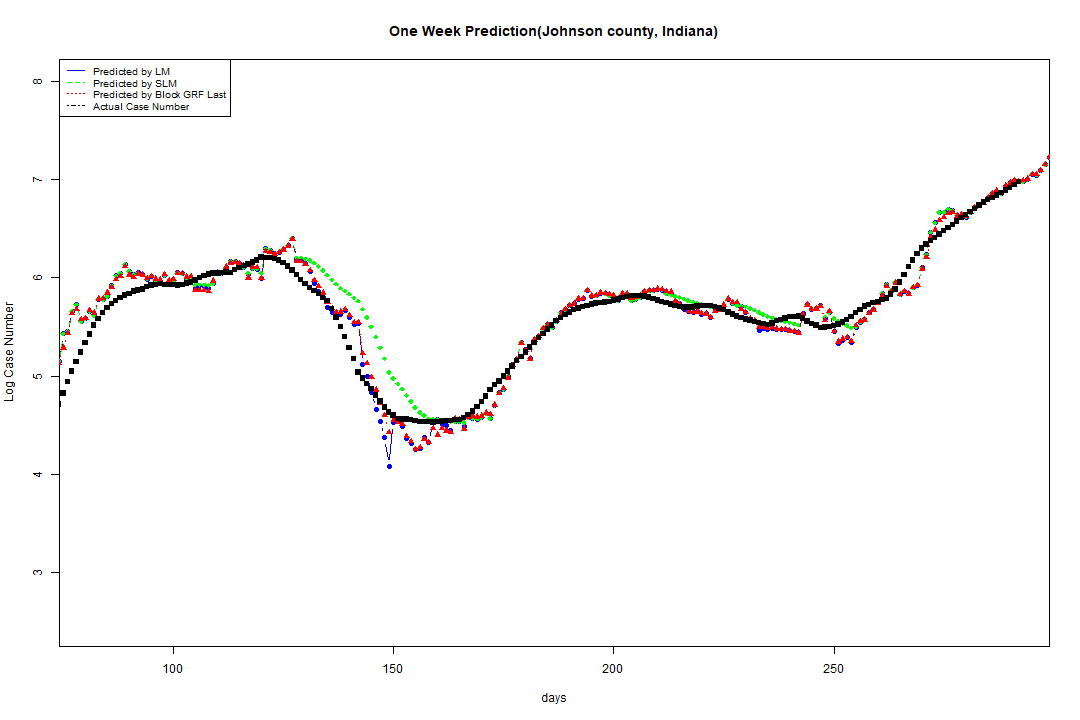 One Week Prediction(Johnson county, Indiana)
Predicted by LM
Predicted by SLM
Predicted by Block GRF Last
Actual Case Number
8
7
6
5
4
3
Log Case Number
100 150 200 250
days